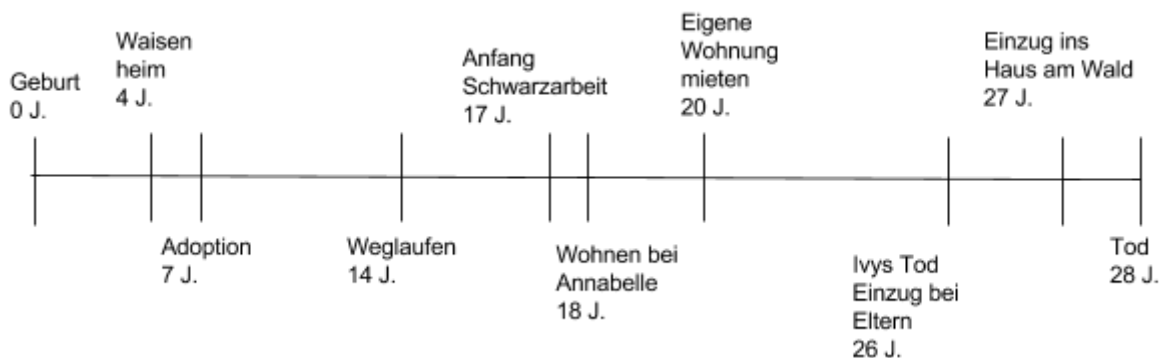 Geburt
0 J.
Waisen
heim
4 J.
Adoption
7 J.
Weglaufen
14 J.
Anfang
Schwarzarbeit
17 J.
Wohnen bei
Annabelle
18 J.
Eigene
Wohnung
mieten
20 J.
Ivys Tod
Einzug bei
Eltern
26 J.
Einzug ins
Haus am Wald
27 J.
Tod
28 J.